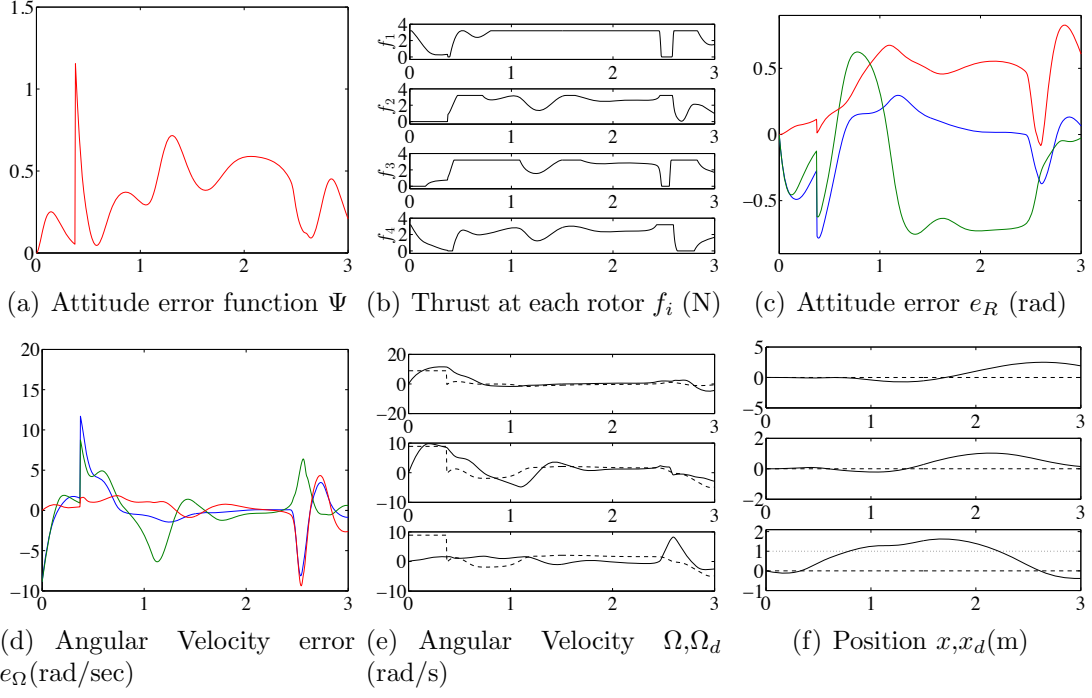 1.5
1
0.5
0
0 1 2 3
(a) Attitude error function Ψ
f1
4
2
0
0 1 2 3
f2
4
2
0
0 1 2 3
f3
4
2
0
0 1 2 3
f4
4
2
0
0 1 2 3
(b) Thrust at each rotor fi (N)
0.5
0
−0.5
0 1 2 3
(c) Attitude error eR (rad)
20
15
10
5
0
−5
−10
0 1 2 3
(d) Angular Velocity error
eΩ(rad/sec)
20
0
−20
0 1 2 3
10
0
−10
0 1 2 3
10
0
−10
0 1 2 3
(e) Angular Velocity Ω,Ωd
(rad/s)
5
0
−5
0 1 2 3
2
0
−2
0 1 2 3
2
1
0
−1
0 1 2 3
(f) Position x,xd(m)